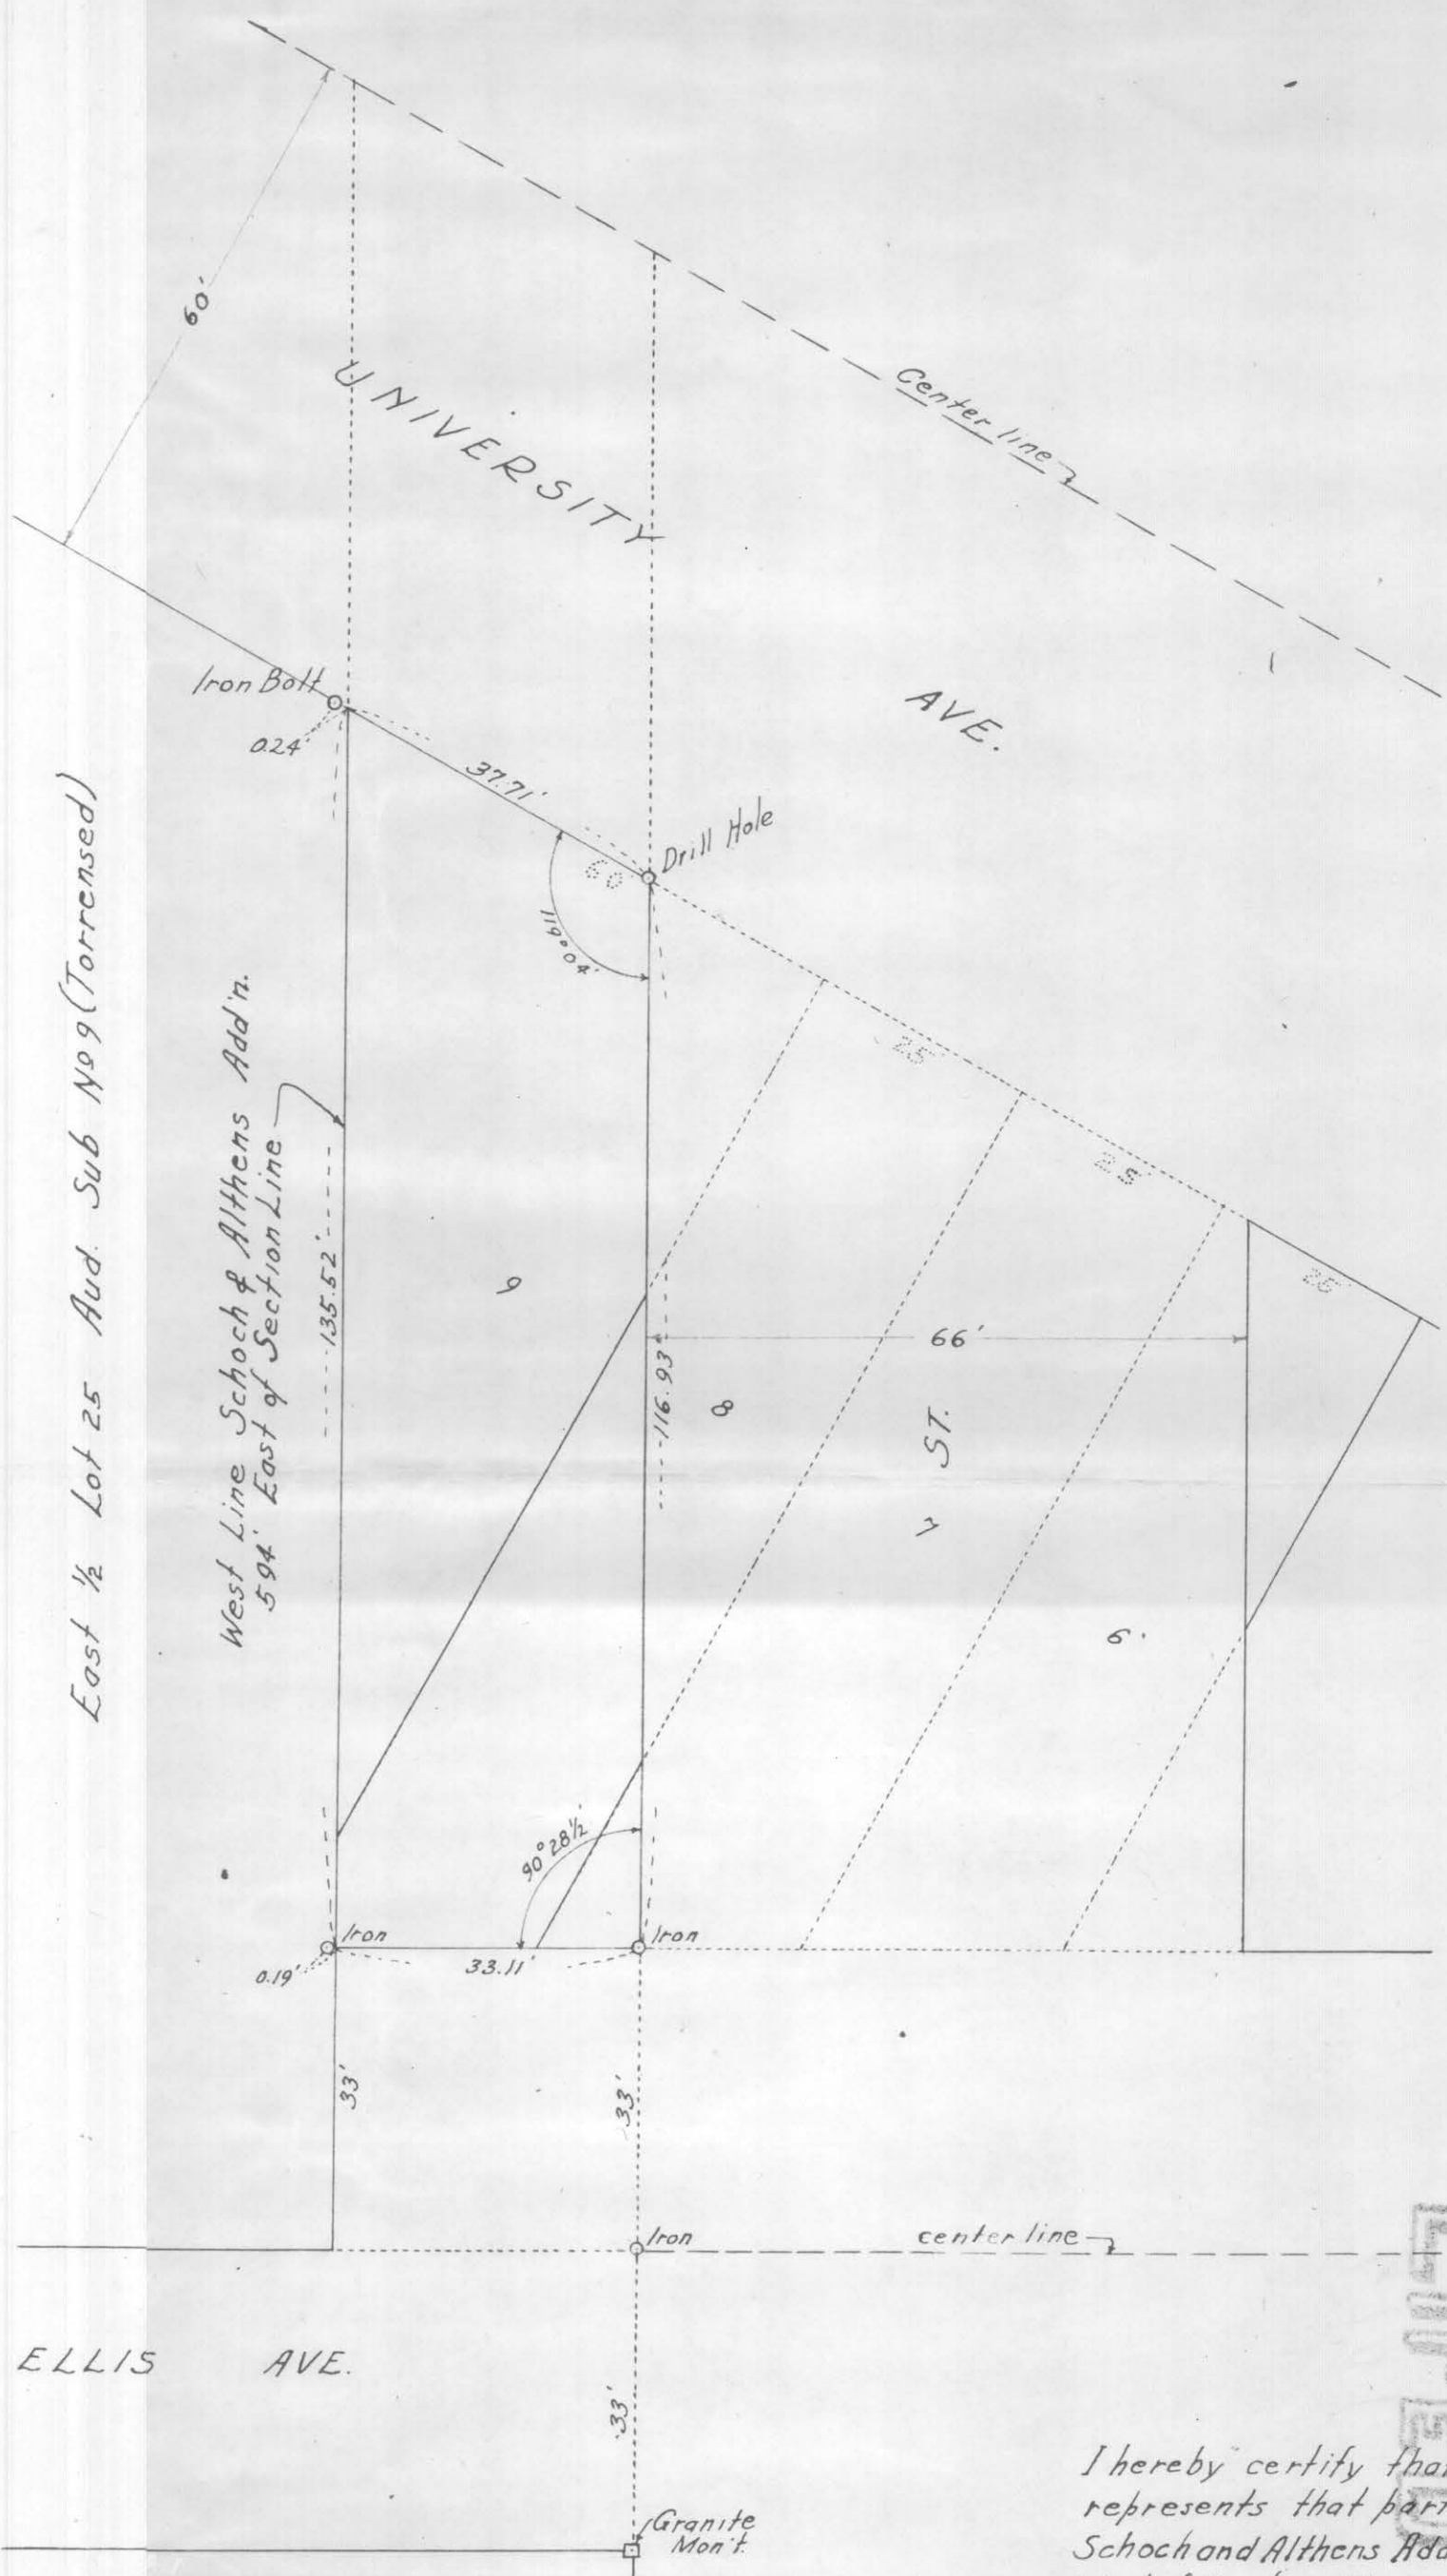 60'
UNIVERSITY
AVE.
Center line
Iron Bolt
0.24'
37.71'
Drill Hole
60'
119°04'
25'
25'
25'
East ½ Lot 25 Aud. Sub Nº 9 (Torrensed)
West Line Schoch & Althens Add'n.
594' East of Section Line
135.52'
9
116.93'
8
66'
ST.
7
6
90°28½'
Iron
Iron
0.19'
33.11'
33'
33'
Iron
center line
ELLIS AVE.
33'
Granite
Mon't.
I hereby certify that
represents that part
Schoch and Althens Add